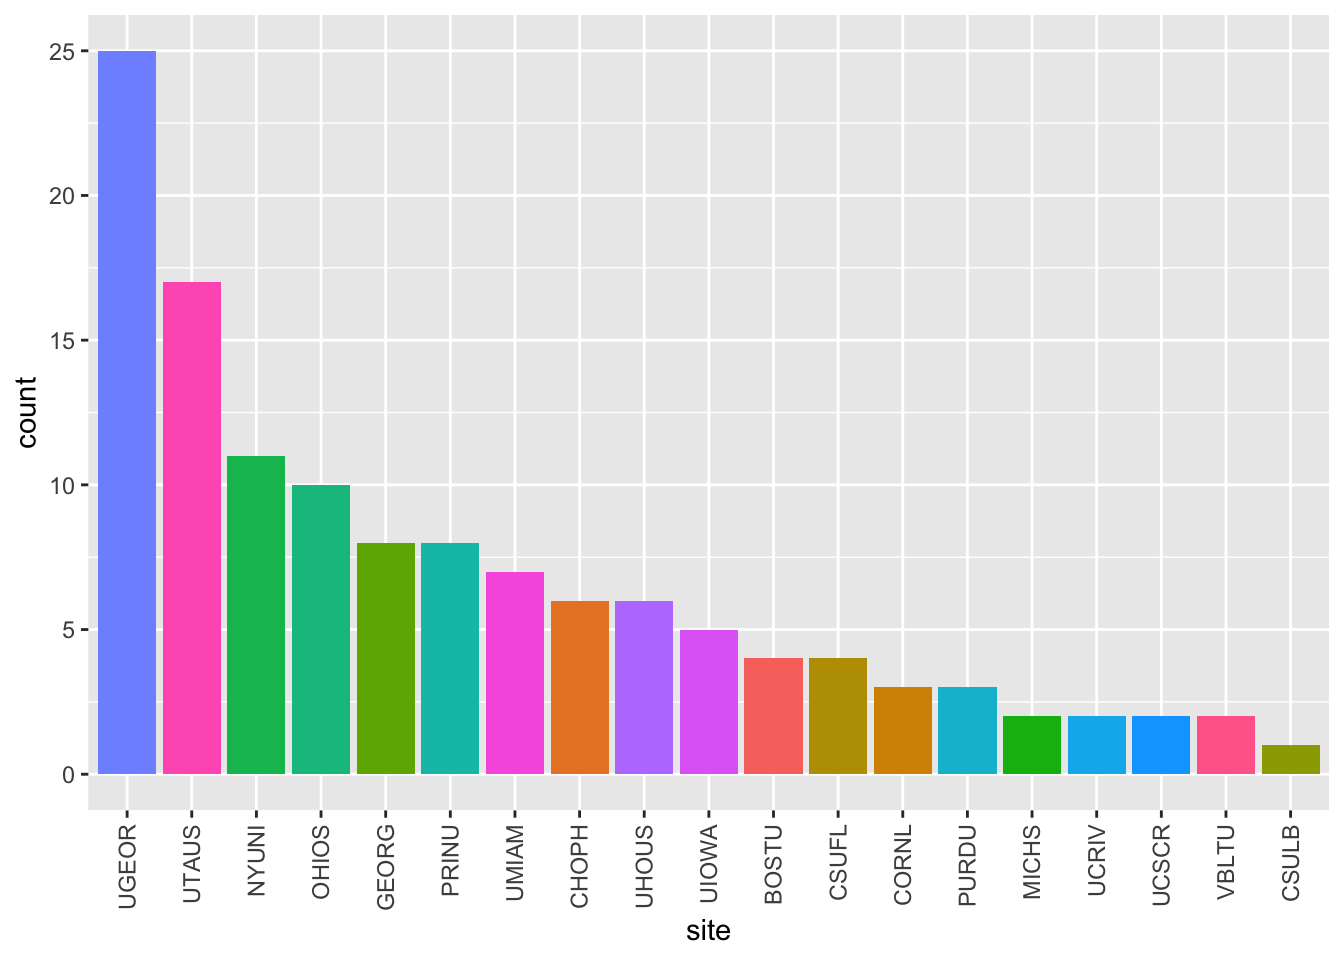 25
20
15
10
5
0
count
UGEOR
UTAUS
NYUNI
OHIOS
GEORG
PRINU
UMIAM
CHOPH
UHOUS
UIOWA
BOSTU
CSUFL
CORNL
PURDU
MICHS
UCRIV
UCSCR
VBLTU
CSULB
site